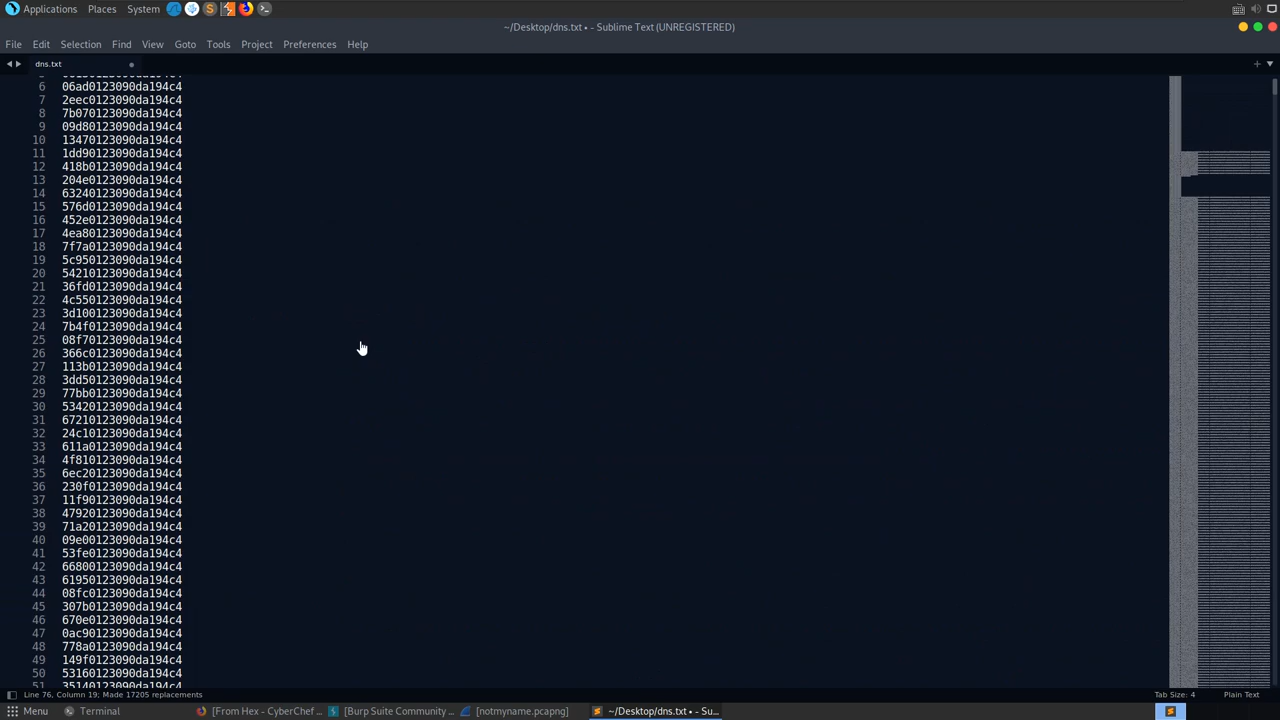 Applications Places System
~/Desktop/dns.txt • - Sublime Text (UNREGISTERED)
File Edit Selection Find View Goto Tools Project Preferences Help
dns.txt
6 06ad0123090da194c4
7 2eec0123090da194c4
8 7b070123090da194c4
9 09d80123090da194c4
10 13470123090da194c4
11 1dd90123090da194c4
12 418b0123090da194c4
13 204e0123090da194c4
14 63240123090da194c4
15 576d0123090da194c4
16 452e0123090da194c4
17 4ea80123090da194c4
18 7f7a0123090da194c4
19 5c950123090da194c4
20 54210123090da194c4
21 36fd0123090da194c4
22 4c550123090da194c4
23 3d100123090da194c4
24 7b4f0123090da194c4
25 08f70123090da194c4
26 366c0123090da194c4
27 113b0123090da194c4
28 3dd50123090da194c4
29 77bb0123090da194c4
30 53420123090da194c4
31 67210123090da194c4
32 24c10123090da194c4
33 611a0123090da194c4
34 4f810123090da194c4
35 6ec20123090da194c4
36 230f0123090da194c4
37 11f90123090da194c4
38 47920123090da194c4
39 71a20123090da194c4
40 09e00123090da194c4
41 53fe0123090da194c4
42 66800123090da194c4
43 61950123090da194c4
44 08fc0123090da194c4
45 307b0123090da194c4
46 670e0123090da194c4
47 0ac90123090da194c4
48 778a0123090da194c4
49 149f0123090da194c4
50 53160123090da194c4
51 35140123090da194c4
Line 76, Column 19; Made 17205 replacements
Tab Size: 4 Plain Text
Menu Terminal [From Hex - CyberChef ... [Burp Suite Community ... [notmyname.pcapng] ~/Desktop/dns.txt • - Su...